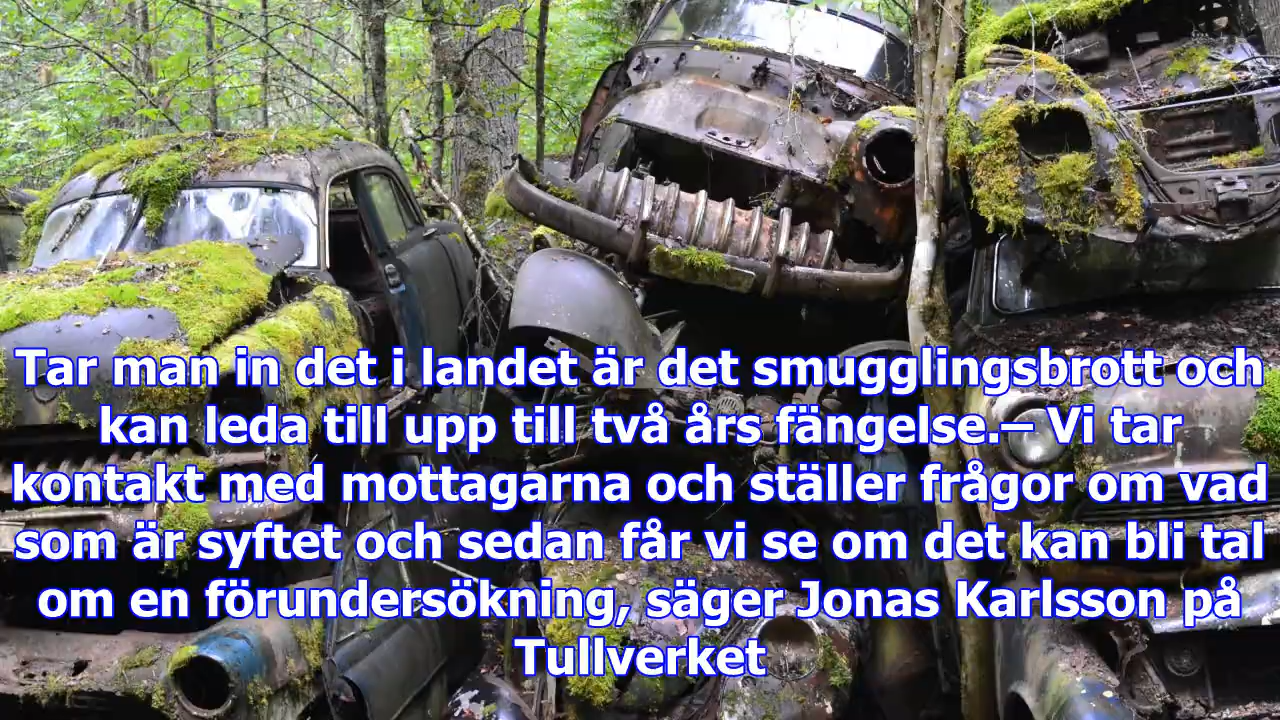 Tar man in det i landet är det smugglingsbrott och
kan leda till upp till två års fängelse.– Vi tar
kontakt med mottagarna och ställer frågor om vad
som är syftet och sedan får vi se om det kan bli tal
om en förundersökning, säger Jonas Karlsson på
Tullverket